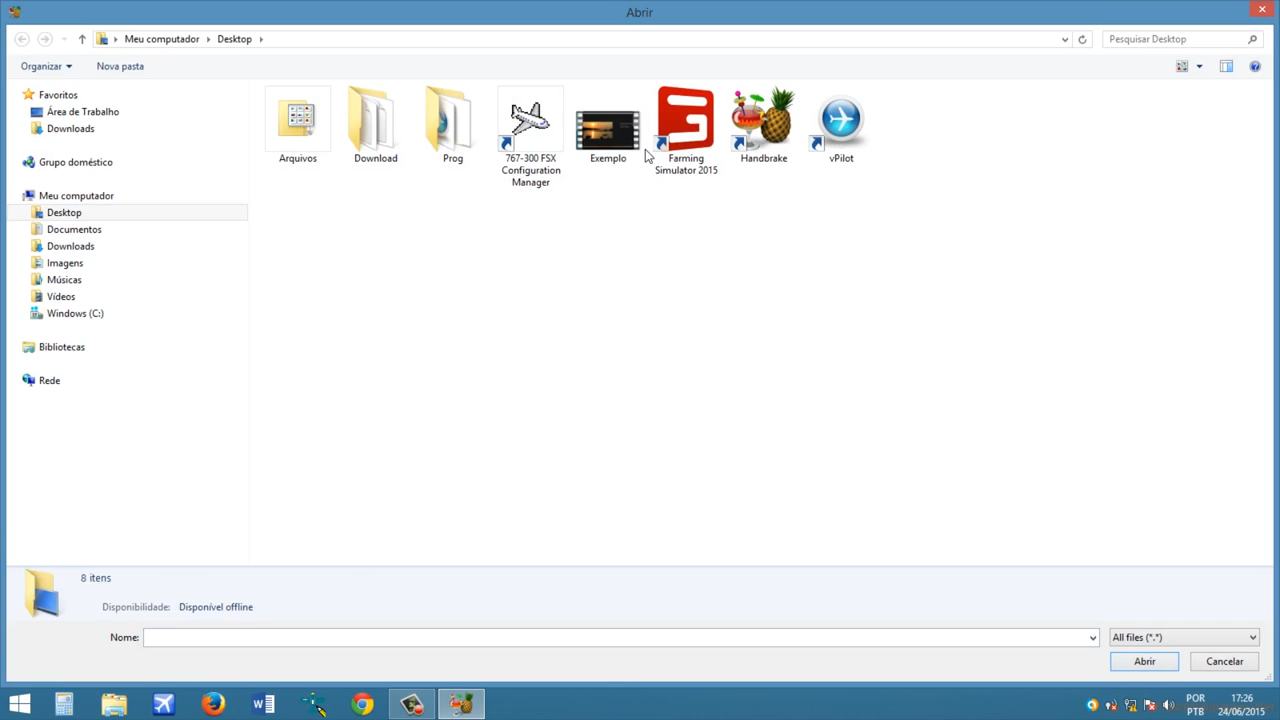 Abrir
Meu computador
Desktop
Pesquisar Desktop
Organizar
Nova pasta
Favoritos
Área de Trabalho
Downloads
Grupo doméstico
Meu computador
Desktop
Documentos
Downloads
Imagens
Músicas
Vídeos
Windows (C:)
Bibliotecas
Rede
Arquivos
Download
Prog
767-300 FSX
Configuration
Manager
Exemplo
Farming
Simulator 2015
Handbrake
vPilot
8 itens
Disponibilidade: Disponível offline
Nome:
All files (*.*)
Abrir
Cancelar
POR
PTB
17:26
24/06/2015